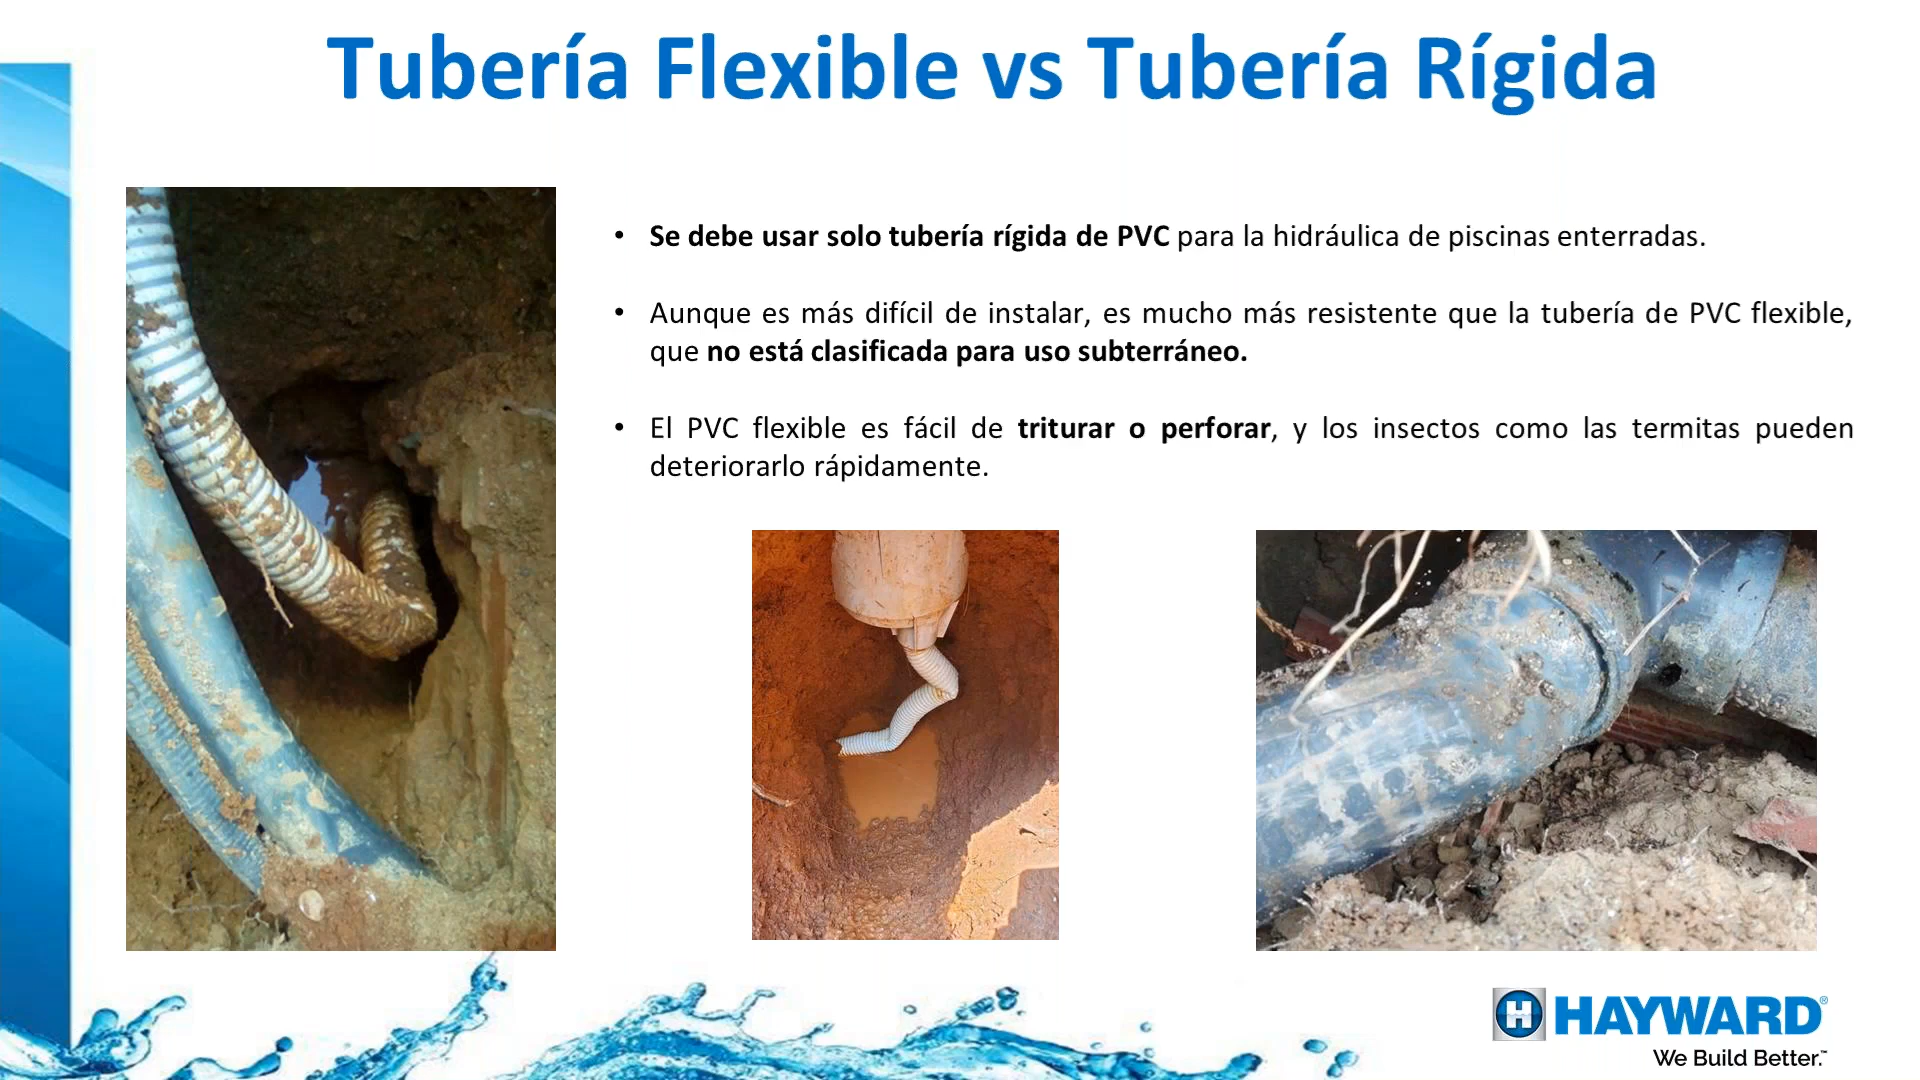 Tubería Flexible vs Tubería Rígida
• Se debe usar solo tubería rígida de PVC para la hidráulica de piscinas enterradas.
• Aunque es más difícil de instalar, es mucho más resistente que la tubería de PVC flexible,
que no está clasificada para uso subterráneo.
• El PVC flexible es fácil de triturar o perforar, y los insectos como las termitas pueden
deteriorarlo rápidamente.
H HAYWARD®
We Build Better.™